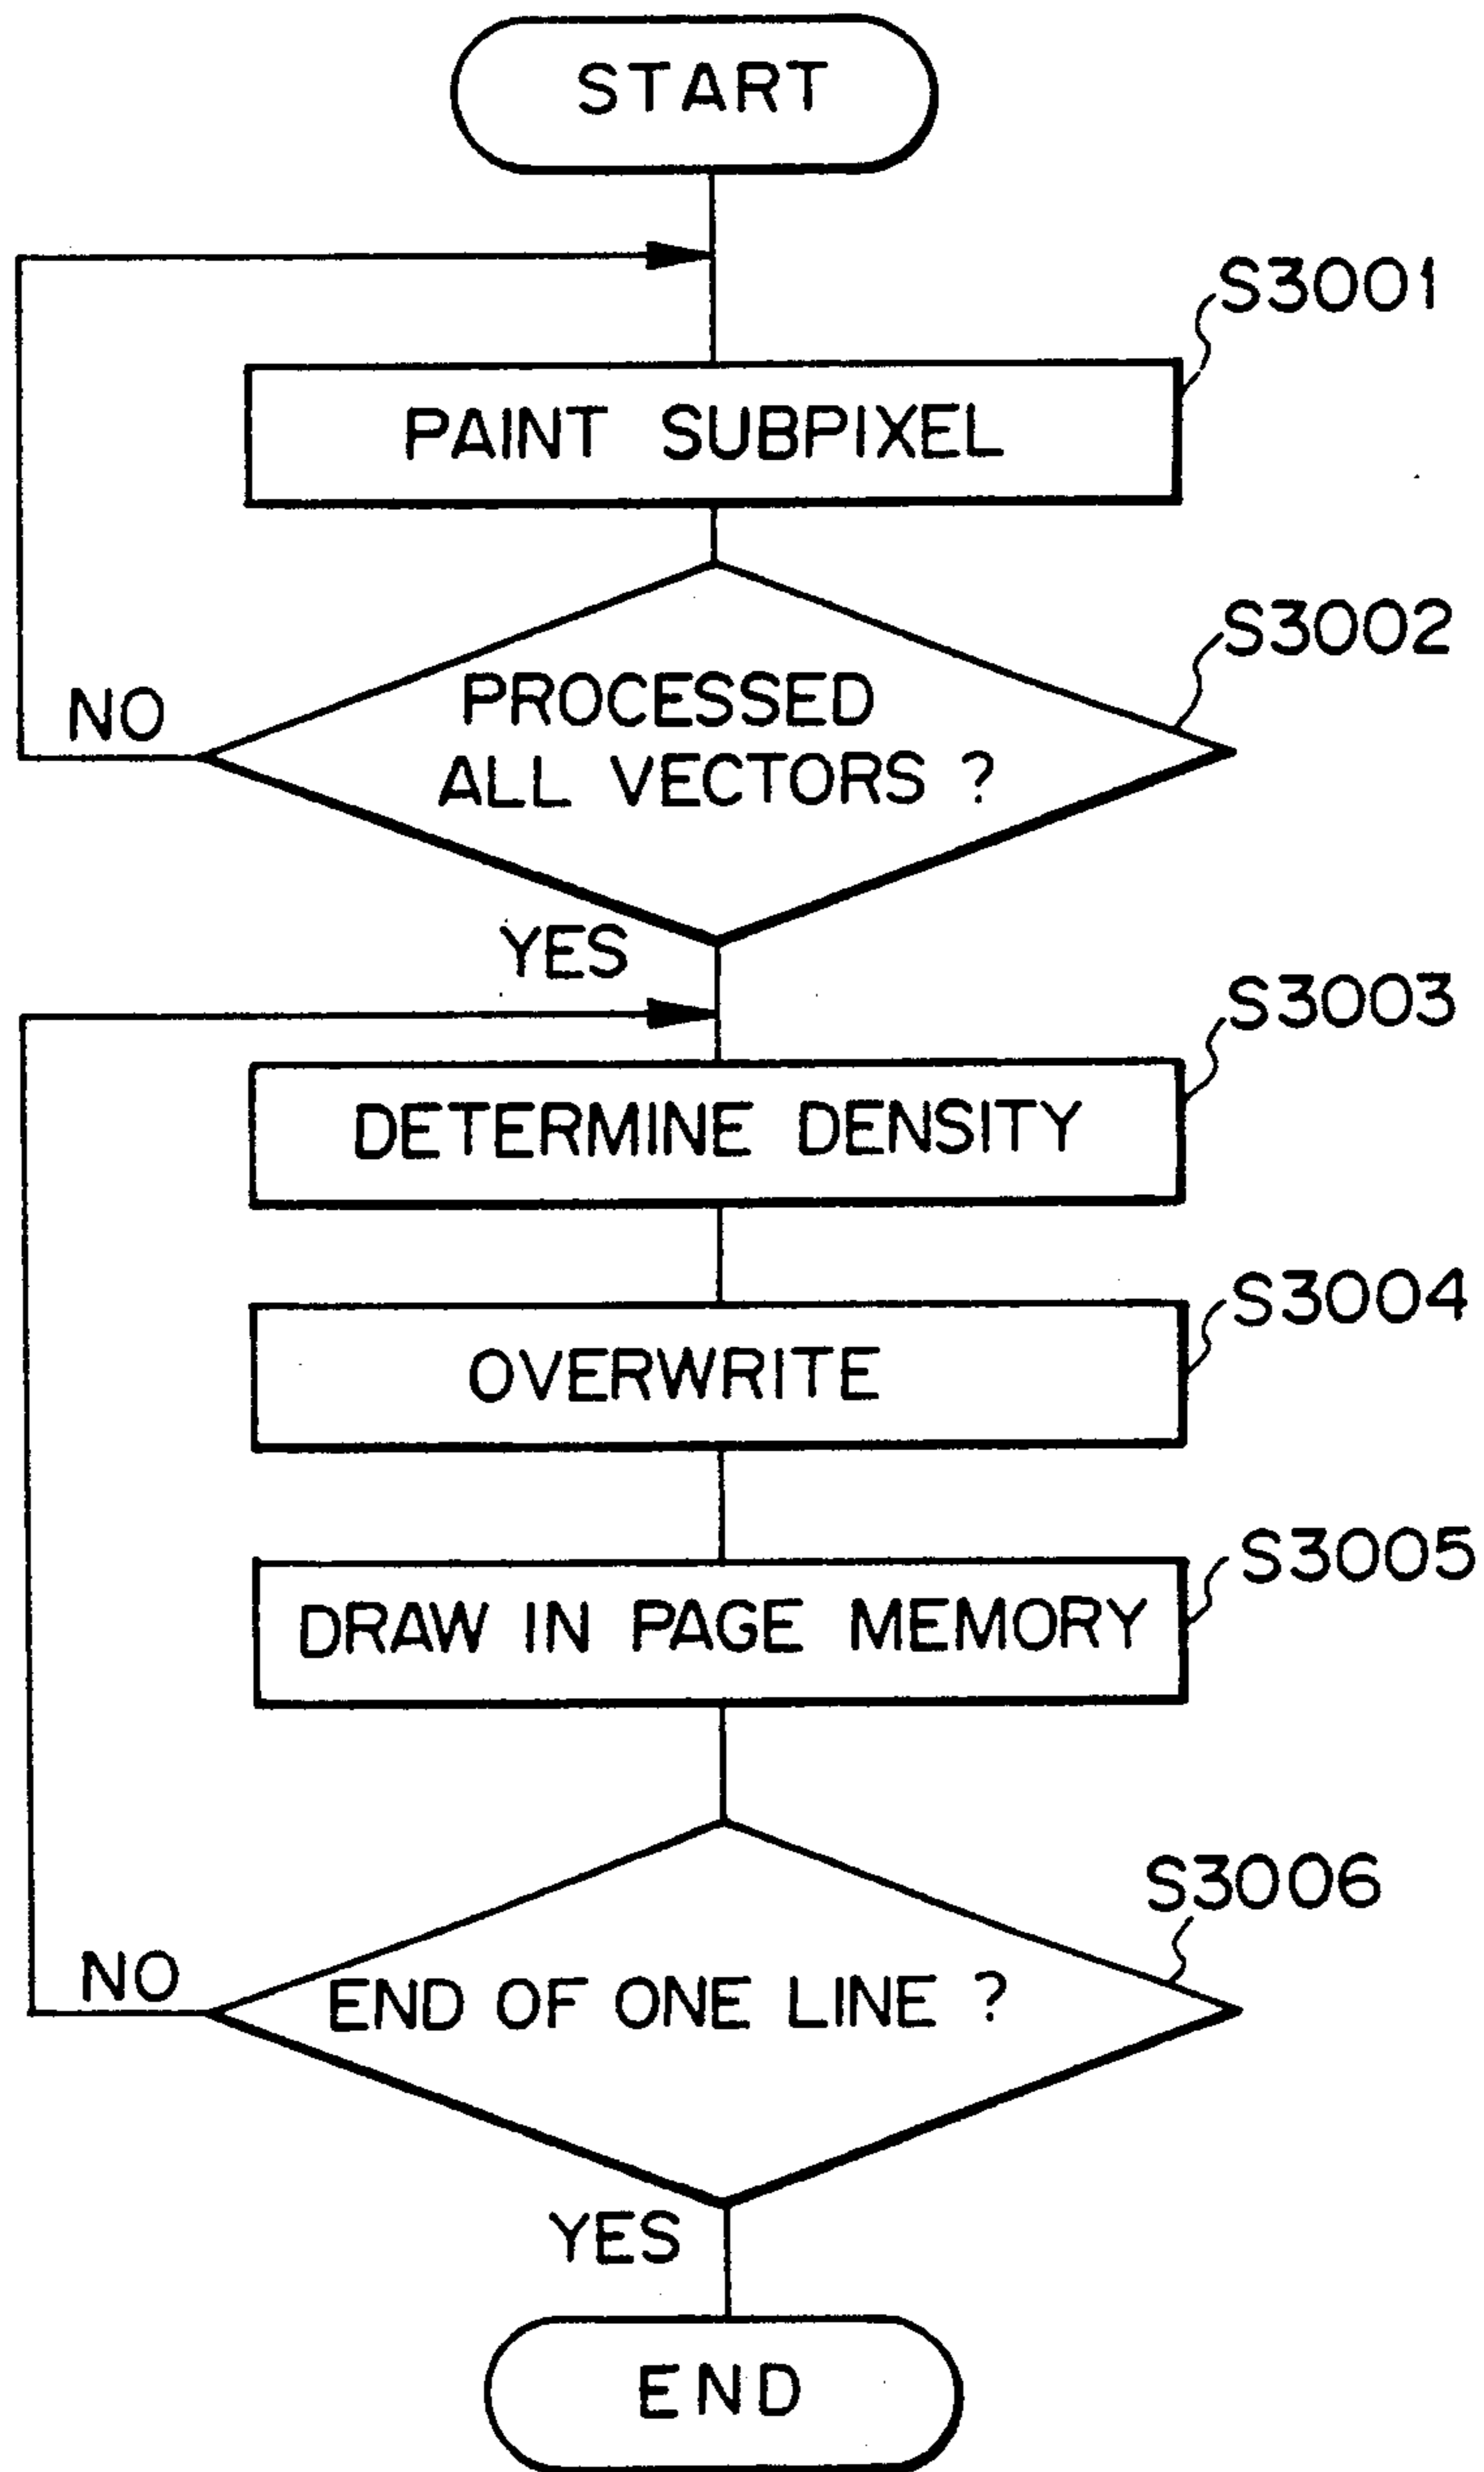 START
S3001
PAINT SUBPIXEL
S3002
PROCESSED
ALL VECTORS ?
NO
YES
S3003
DETERMINE DENSITY
S3004
OVERWRITE
S3005
DRAW IN PAGE MEMORY
S3006
NO
END OF ONE LINE ?
YES
END